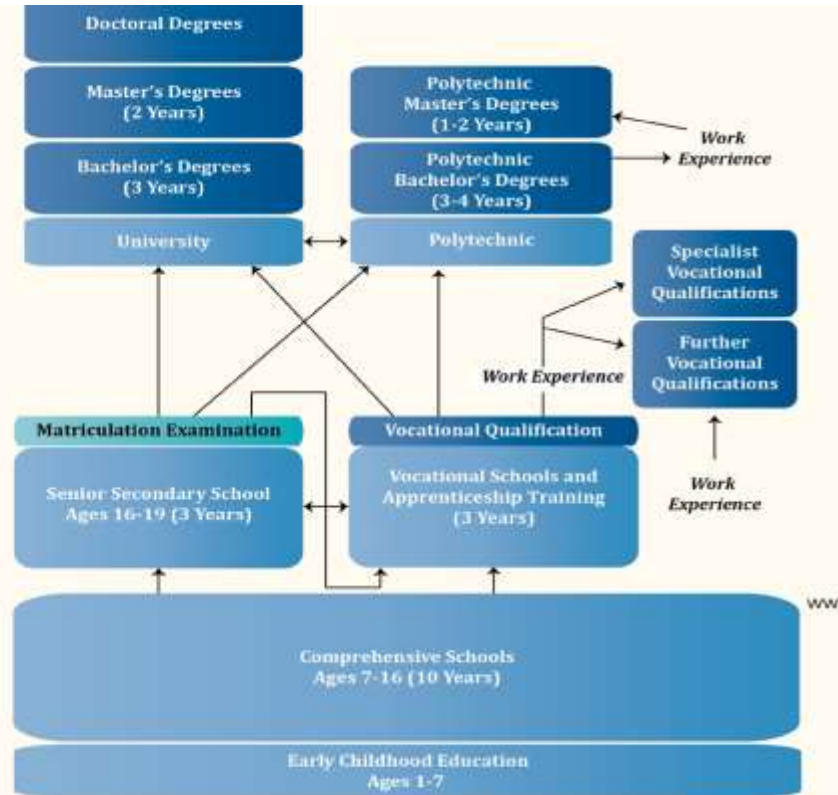 Doctoral Degrees
Master's Degrees
(2 Years)
Bachelor's Degrees
(3 Years)
University
Polytechnic
Master's Degrees
(1-2 Years)
Polytechnic
Bachelor's Degrees
(3-4 Years)
Polytechnic
Work
Experience
Specialist
Vocational
Qualifications
Further
Vocational
Qualifications
Work Experience
Work
Experience
Matriculation Examination
Senior Secondary School
Ages 16-19 (3 Years)
Vocational Qualification
Vocational Schools and
Apprenticeship Training
(3 Years)
Comprehensive Schools
Ages 7-16 (10 Years)
Early Childhood Education
Ages 1-7